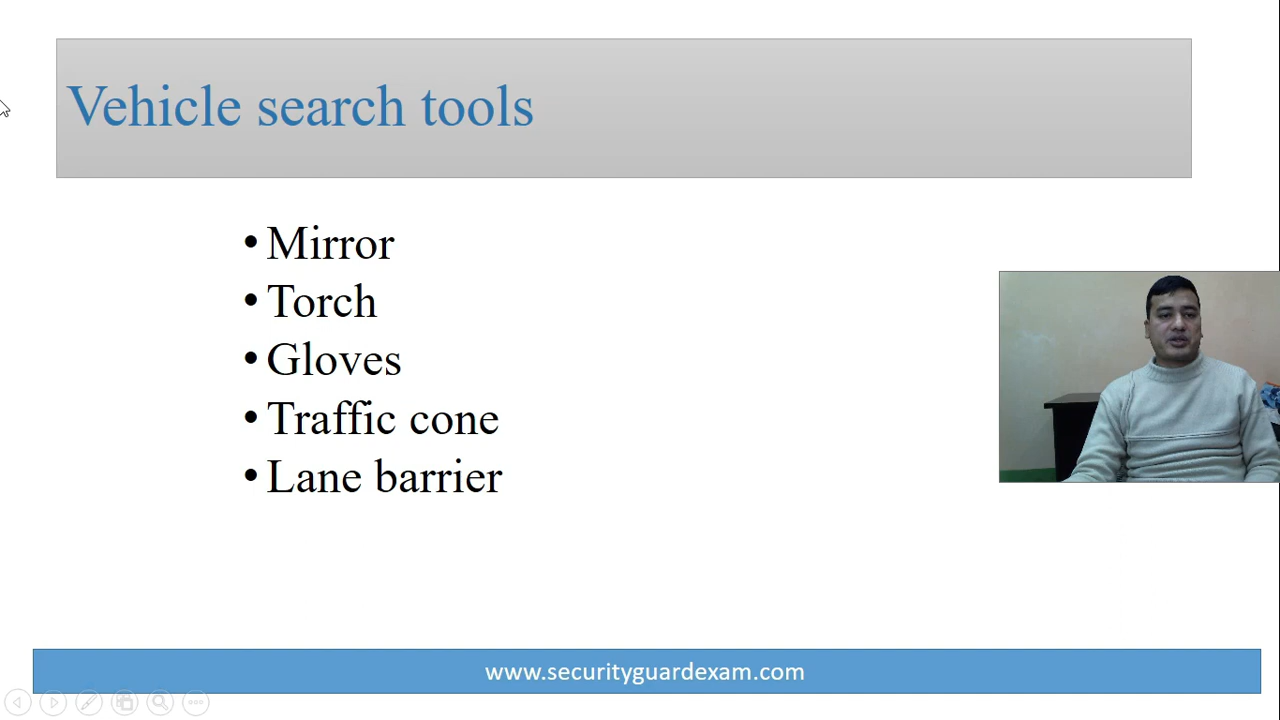 Vehicle search tools
• Mirror
• Torch
• Gloves
• Traffic cone
• Lane barrier
www.securityguardexam.com